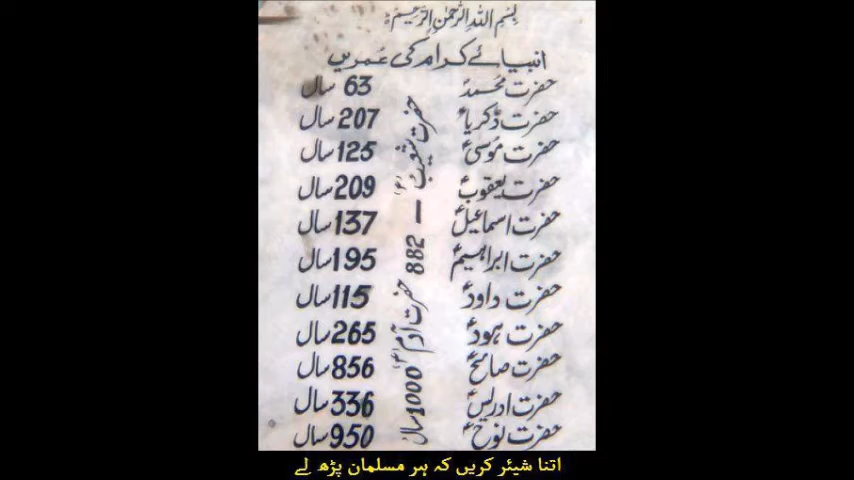 بسم اللہ الرحمٰن الرحیم
انبیائے کرام کی عمریں
حضرت محمدؐ 63 سال
حضرت ذکریاؑ 207 سال
حضرت موسیٰؑ 125 سال
حضرت یعقوبؑ 209 سال
حضرت اسماعیلؑ 137 سال
حضرت ابراہیمؑ 195 سال
حضرت داودؑ 115 سال
حضرت ہودؑ 265 سال
حضرت صالحؑ 856 سال
حضرت ادریسؑ 336 سال
حضرت نوحؑ 950 سال
حضرت شعیبؑ — 882
حضرت آدمؑ 1000 سال
اتنا شیئر کریں کہ ہر مسلمان پڑھ لے